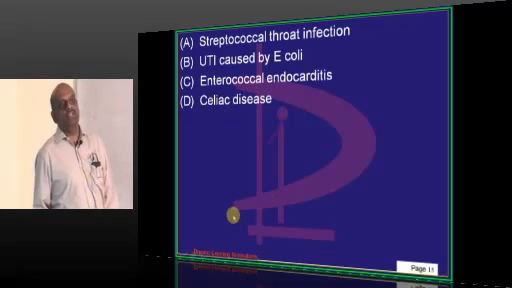 (A) Streptococcal throat infection
(B) UTI caused by E coli
(C) Enterococcal endocarditis
(D) Celiac disease
Page 11